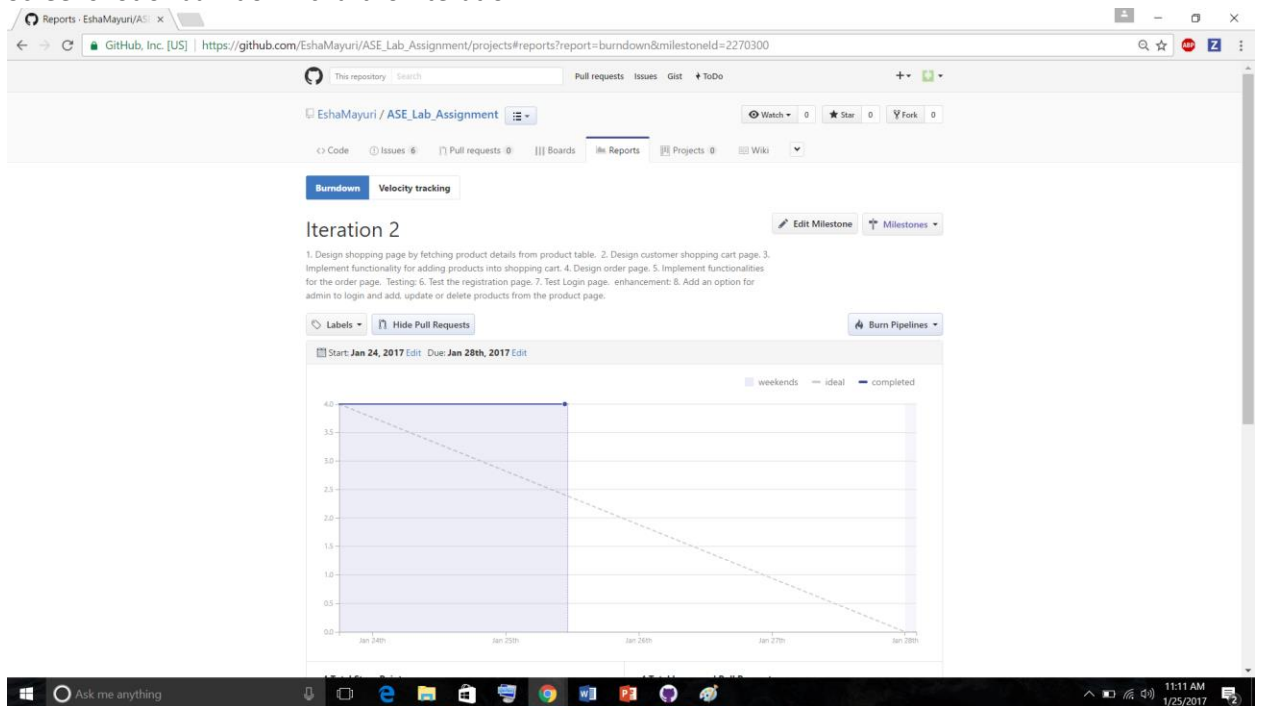 Reports · EshaMayuri/AS
GitHub, Inc. [US] | https://github.com/EshaMayuri/ASE_Lab_Assignment/projects#reports?report=burndown&milestoneId=2270300
This repository Search Pull requests Issues Gist ToDo
EshaMayuri / ASE_Lab_Assignment Watch 0 Star 0 Fork 0
Code Issues 6 Pull requests 0 Boards Reports Projects 0 Wiki
Burndown Velocity tracking
Iteration 2 Edit Milestone Milestones
1. Design shopping page by fetching product details from product table. 2. Design customer shopping cart page. 3.
Implement functionality for adding products into shopping cart. 4. Design order page. 5. Implement functionalities
for the order page. Testing: 6. Test the registration page. 7. Test Login page. enhancement: 8. Add an option for
admin to login and add, update or delete products from the product page.
Labels Hide Pull Requests Burn Pipelines
Start: Jan 24, 2017 Edit Due: Jan 28th, 2017 Edit
weekends ideal completed
4.0
3.5
3.0
2.5
2.0
1.5
1.0
0.5
0.0
Jan 24th Jan 25th Jan 26th Jan 27th Jan 28th
Ask me anything
11:11 AM
1/25/2017